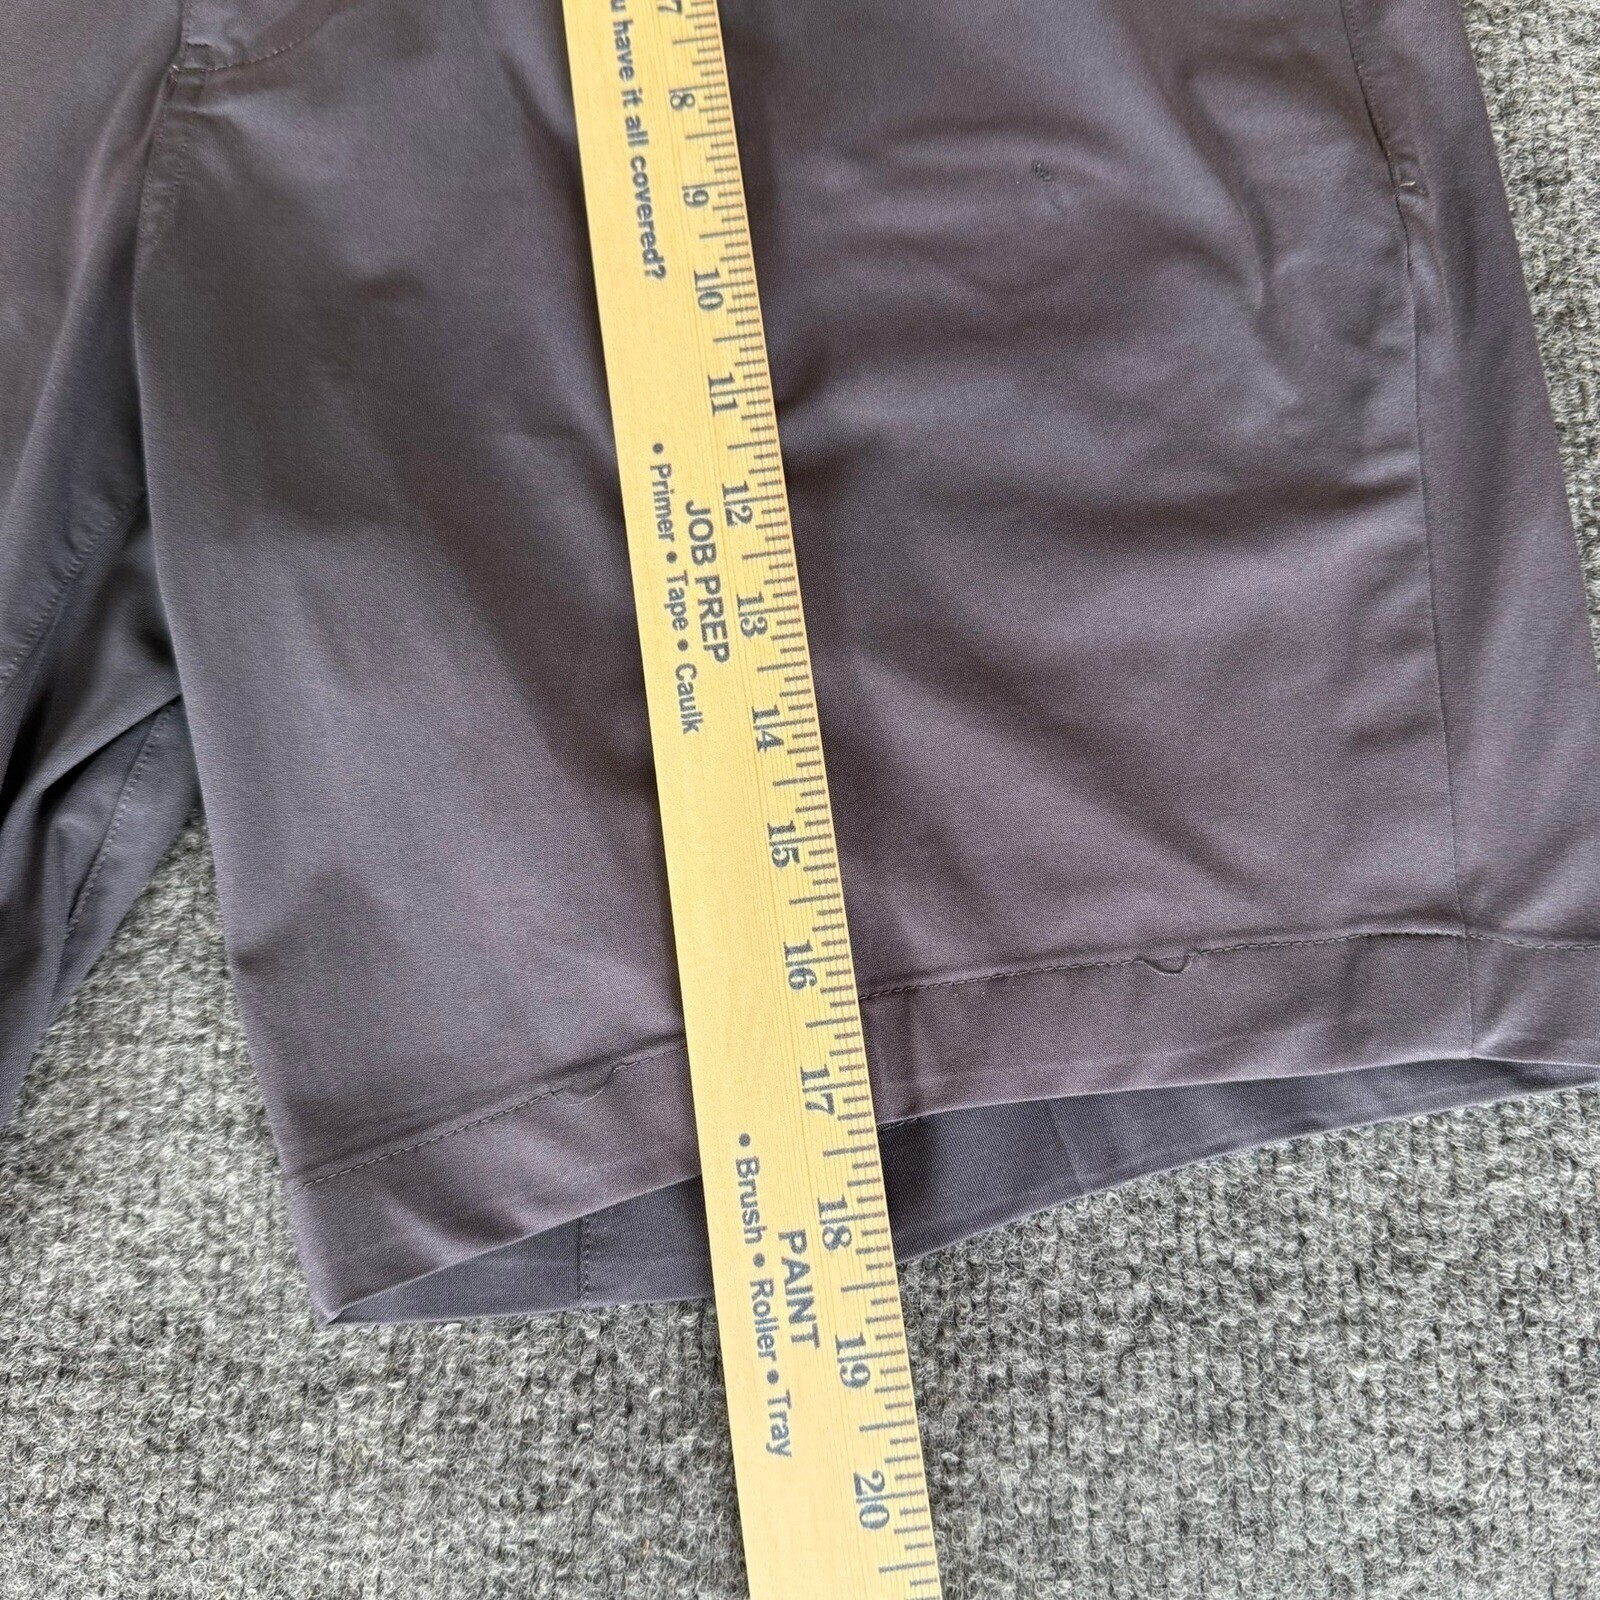 7
8
9
10
11
12
13
14
15
16
17
18
19
20
have it all covered?
JOB PREP
• Primer • Tape • Caulk
PAINT
• Brush • Roller • Tray